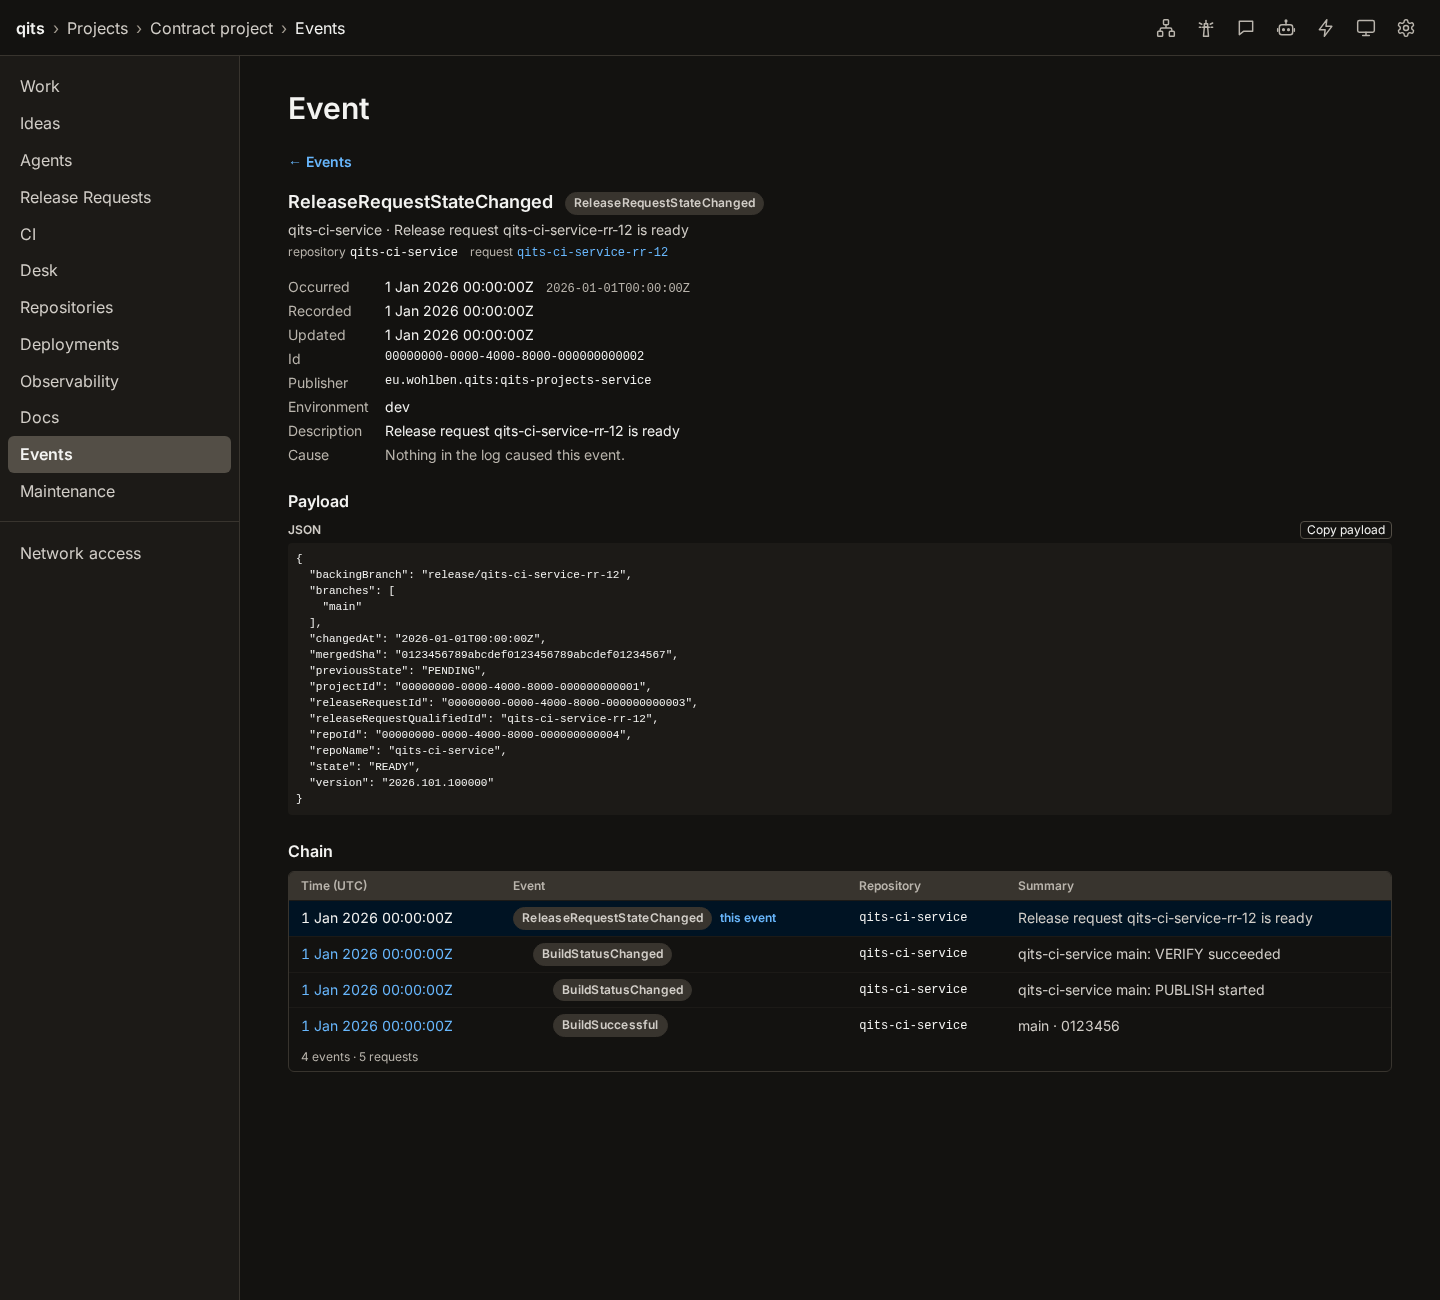 qits › Projects › Contract project › Events
Work
Ideas
Agents
Release Requests
CI
Desk
Repositories
Deployments
Observability
Docs
Events
Maintenance
Network access
Event
← Events
ReleaseRequestStateChanged ReleaseRequestStateChanged
qits-ci-service · Release request qits-ci-service-rr-12 is ready
repository qits-ci-service request qits-ci-service-rr-12
Occurred 1 Jan 2026 00:00:00Z 2026-01-01T00:00:00Z
Recorded 1 Jan 2026 00:00:00Z
Updated 1 Jan 2026 00:00:00Z
Id 00000000-0000-4000-8000-000000000002
Publisher eu.wohlben.qits:qits-projects-service
Environment dev
Description Release request qits-ci-service-rr-12 is ready
Cause Nothing in the log caused this event.
Payload
JSON Copy payload
{
  "backingBranch": "release/qits-ci-service-rr-12",
  "branches": [
    "main"
  ],
  "changedAt": "2026-01-01T00:00:00Z",
  "mergedSha": "0123456789abcdef0123456789abcdef01234567",
  "previousState": "PENDING",
  "projectId": "00000000-0000-4000-8000-000000000001",
  "releaseRequestId": "00000000-0000-4000-8000-000000000003",
  "releaseRequestQualifiedId": "qits-ci-service-rr-12",
  "repoId": "00000000-0000-4000-8000-000000000004",
  "repoName": "qits-ci-service",
  "state": "READY",
  "version": "2026.101.100000"
}
Chain
Time (UTC) Event Repository Summary
1 Jan 2026 00:00:00Z ReleaseRequestStateChanged this event qits-ci-service Release request qits-ci-service-rr-12 is ready
1 Jan 2026 00:00:00Z BuildStatusChanged qits-ci-service qits-ci-service main: VERIFY succeeded
1 Jan 2026 00:00:00Z BuildStatusChanged qits-ci-service qits-ci-service main: PUBLISH started
1 Jan 2026 00:00:00Z BuildSuccessful qits-ci-service main · 0123456
4 events · 5 requests